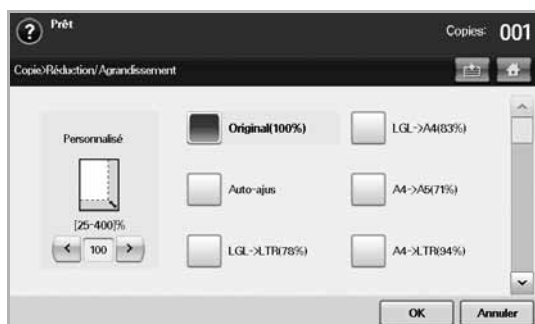 Prêt
Copies: 001
Copie>Réduction/Agrandissement
Personnalisé
[25-400]%
100
Original(100%)
Auto-ajus
LGL->LTR(78%)
LGL->A4(83%)
A4->A5(71%)
A4->LTR(94%)
OK
Annuler